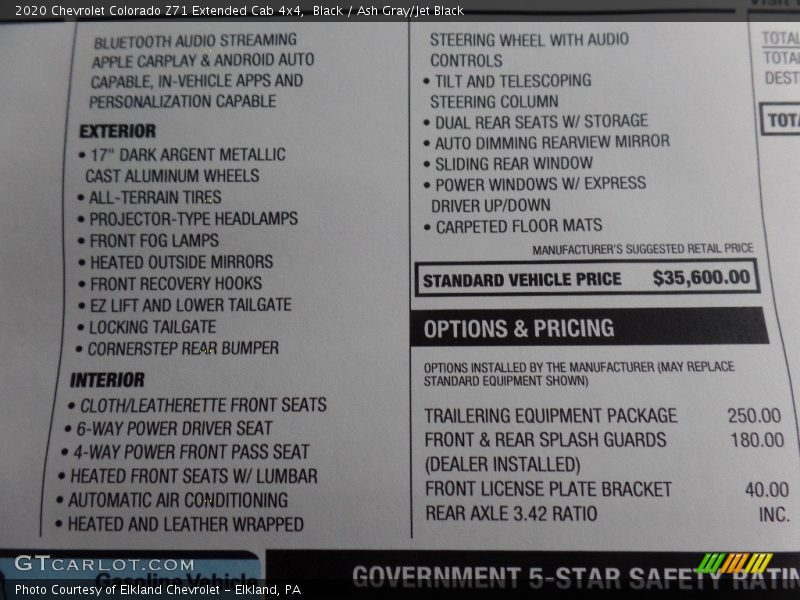 2020 Chevrolet Colorado Z71 Extended Cab 4x4,  Black / Ash Gray/Jet Black
BLUETOOTH AUDIO STREAMING
APPLE CARPLAY & ANDROID AUTO
CAPABLE, IN-VEHICLE APPS AND
PERSONALIZATION CAPABLE
EXTERIOR
• 17" DARK ARGENT METALLIC
CAST ALUMINUM WHEELS
• ALL-TERRAIN TIRES
• PROJECTOR-TYPE HEADLAMPS
• FRONT FOG LAMPS
• HEATED OUTSIDE MIRRORS
• FRONT RECOVERY HOOKS
• EZ LIFT AND LOWER TAILGATE
• LOCKING TAILGATE
• CORNERSTEP REAR BUMPER
INTERIOR
• CLOTH/LEATHERETTE FRONT SEATS
• 6-WAY POWER DRIVER SEAT
• 4-WAY POWER FRONT PASS SEAT
• HEATED FRONT SEATS W/ LUMBAR
• AUTOMATIC AIR CONDITIONING
• HEATED AND LEATHER WRAPPED
STEERING WHEEL WITH AUDIO
CONTROLS
• TILT AND TELESCOPING
STEERING COLUMN
• DUAL REAR SEATS W/ STORAGE
• AUTO DIMMING REARVIEW MIRROR
• SLIDING REAR WINDOW
• POWER WINDOWS W/ EXPRESS
DRIVER UP/DOWN
• CARPETED FLOOR MATS
MANUFACTURER'S SUGGESTED RETAIL PRICE
STANDARD VEHICLE PRICE $35,600.00
OPTIONS & PRICING
OPTIONS INSTALLED BY THE MANUFACTURER (MAY REPLACE
STANDARD EQUIPMENT SHOWN)
TRAILERING EQUIPMENT PACKAGE 250.00
FRONT & REAR SPLASH GUARDS 180.00
(DEALER INSTALLED)
FRONT LICENSE PLATE BRACKET 40.00
REAR AXLE 3.42 RATIO INC.
TOTAL
TOTA
DEST
TOTA
Gasoline Vehicle
GOVERNMENT 5-STAR SAFETY RATIN
GTCARLOT.COM
Photo Courtesy of Elkland Chevrolet - Elkland, PA